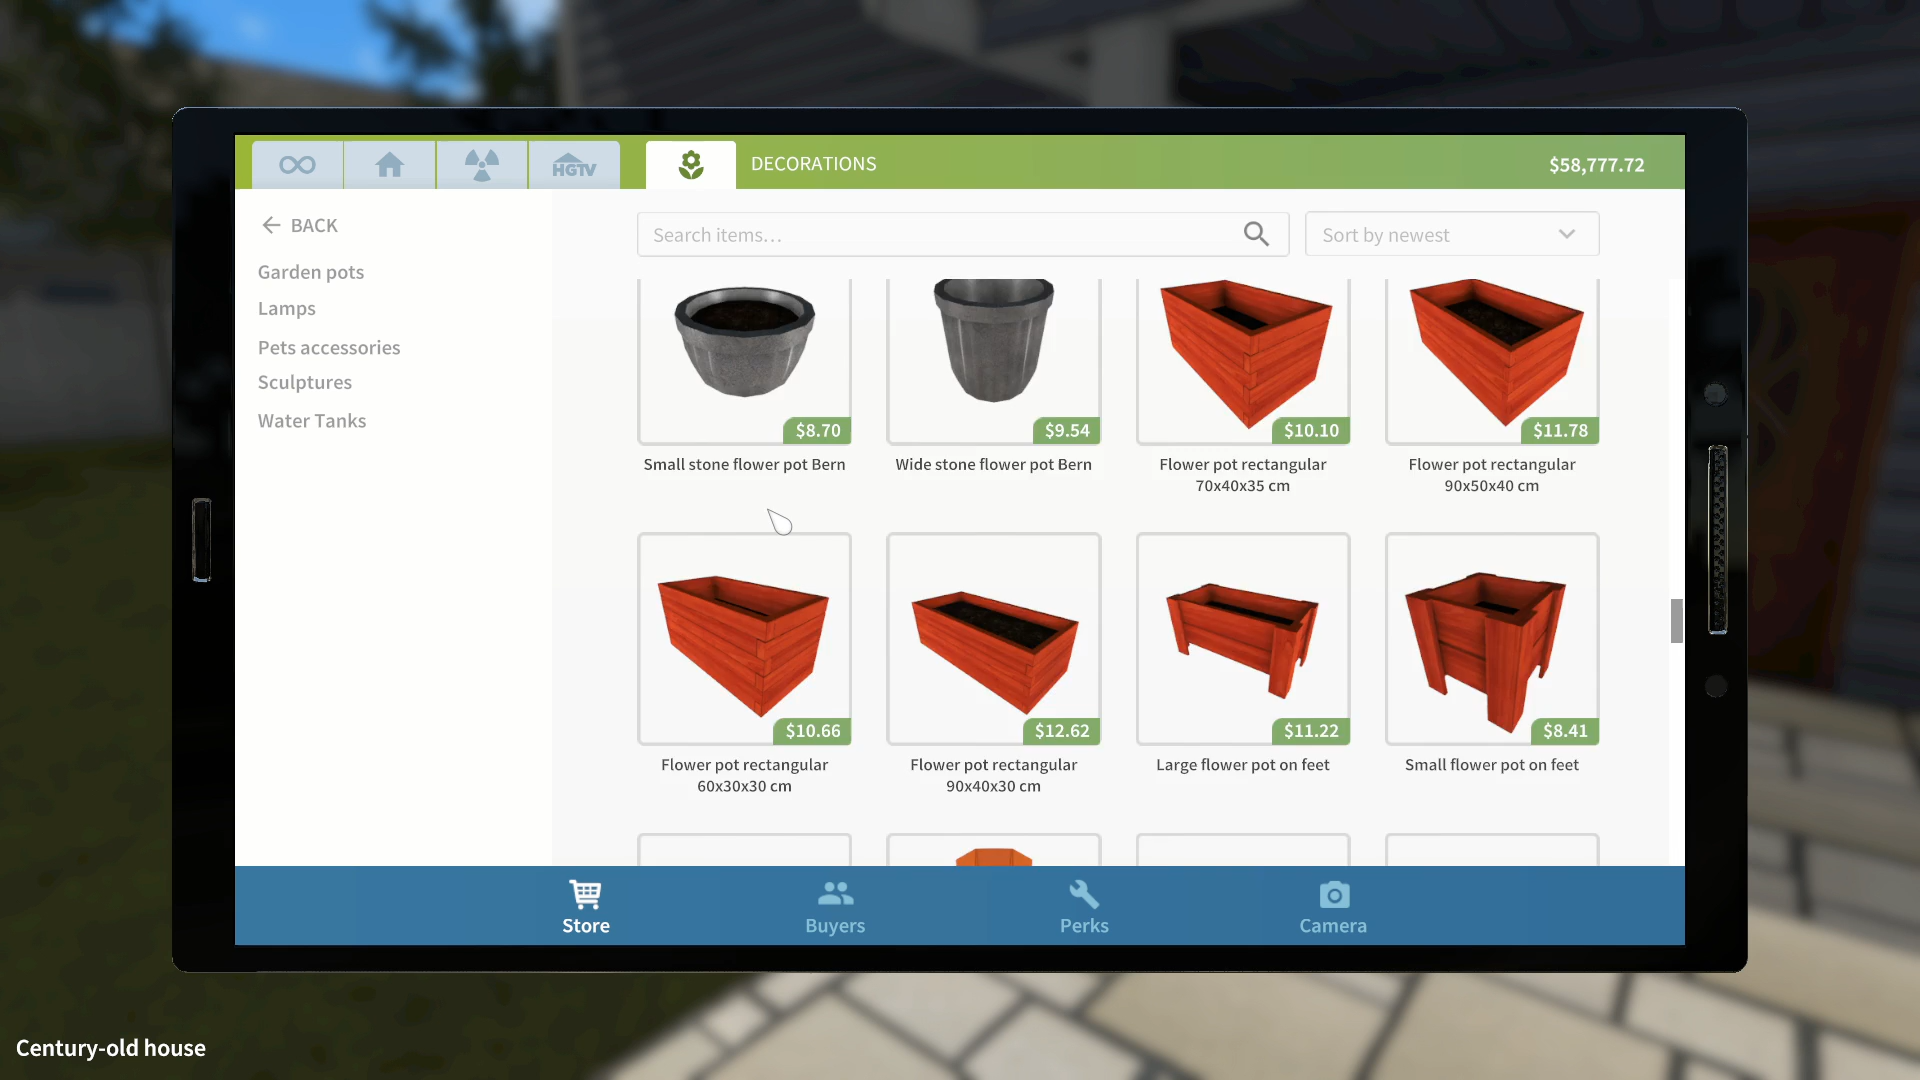 HGTV
DECORATIONS
$58,777.72
BACK
Garden pots
Lamps
Pets accessories
Sculptures
Water Tanks
Search items...
Sort by newest
$8.70
$9.54
$10.10
$11.78
Small stone flower pot Bern
Wide stone flower pot Bern
Flower pot rectangular
70x40x35 cm
Flower pot rectangular
90x50x40 cm
$10.66
$12.62
$11.22
$8.41
Flower pot rectangular
60x30x30 cm
Flower pot rectangular
90x40x30 cm
Large flower pot on feet
Small flower pot on feet
Store
Buyers
Perks
Camera
Century-old house